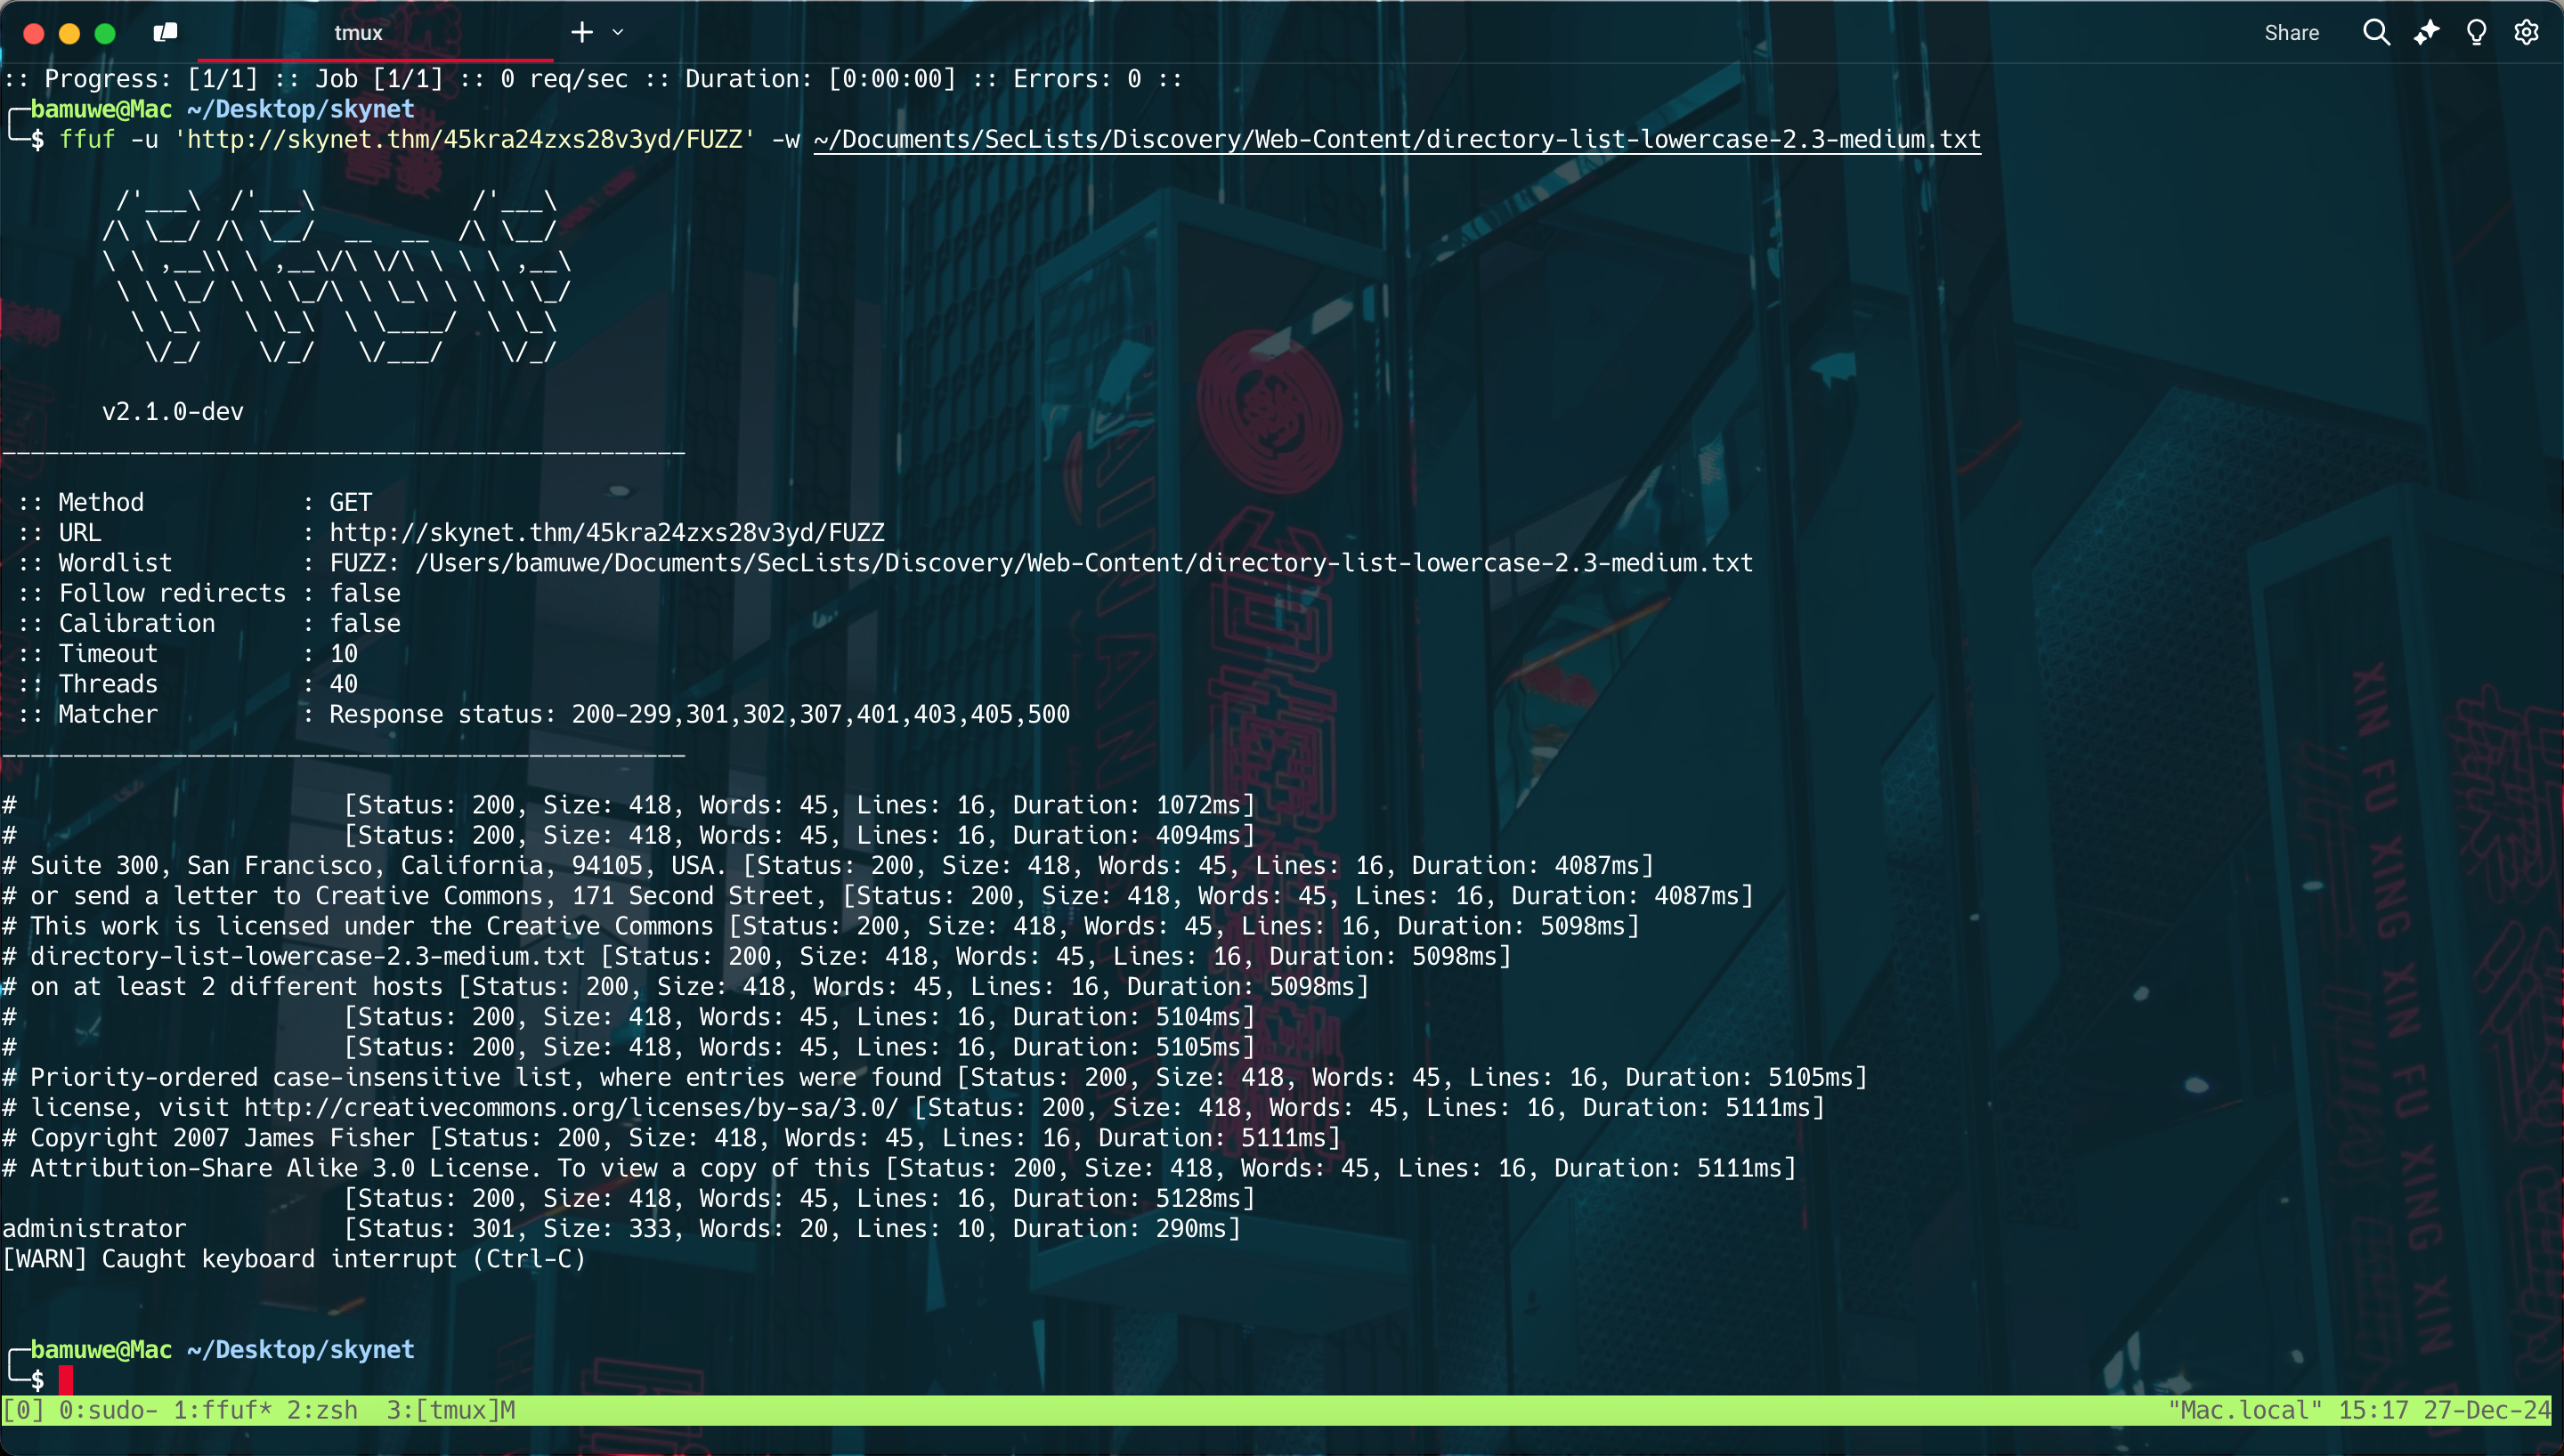 tmux
Share
:: Progress: [1/1] :: Job [1/1] :: 0 req/sec :: Duration: [0:00:00] :: Errors: 0 ::
bamuwe@Mac ~/Desktop/skynet
$ ffuf -u 'http://skynet.thm/45kra24zxs28v3yd/FUZZ' -w ~/Documents/SecLists/Discovery/Web-Content/directory-list-lowercase-2.3-medium.txt
v2.1.0-dev
:: Method : GET
:: URL : http://skynet.thm/45kra24zxs28v3yd/FUZZ
:: Wordlist : FUZZ: /Users/bamuwe/Documents/SecLists/Discovery/Web-Content/directory-list-lowercase-2.3-medium.txt
:: Follow redirects : false
:: Calibration : false
:: Timeout : 10
:: Threads : 40
:: Matcher : Response status: 200-299,301,302,307,401,403,405,500
# [Status: 200, Size: 418, Words: 45, Lines: 16, Duration: 1072ms]
# [Status: 200, Size: 418, Words: 45, Lines: 16, Duration: 4094ms]
# Suite 300, San Francisco, California, 94105, USA. [Status: 200, Size: 418, Words: 45, Lines: 16, Duration: 4087ms]
# or send a letter to Creative Commons, 171 Second Street, [Status: 200, Size: 418, Words: 45, Lines: 16, Duration: 4087ms]
# This work is licensed under the Creative Commons [Status: 200, Size: 418, Words: 45, Lines: 16, Duration: 5098ms]
# directory-list-lowercase-2.3-medium.txt [Status: 200, Size: 418, Words: 45, Lines: 16, Duration: 5098ms]
# on at least 2 different hosts [Status: 200, Size: 418, Words: 45, Lines: 16, Duration: 5098ms]
# [Status: 200, Size: 418, Words: 45, Lines: 16, Duration: 5104ms]
# [Status: 200, Size: 418, Words: 45, Lines: 16, Duration: 5105ms]
# Priority-ordered case-insensitive list, where entries were found [Status: 200, Size: 418, Words: 45, Lines: 16, Duration: 5105ms]
# license, visit http://creativecommons.org/licenses/by-sa/3.0/ [Status: 200, Size: 418, Words: 45, Lines: 16, Duration: 5111ms]
# Copyright 2007 James Fisher [Status: 200, Size: 418, Words: 45, Lines: 16, Duration: 5111ms]
# Attribution-Share Alike 3.0 License. To view a copy of this [Status: 200, Size: 418, Words: 45, Lines: 16, Duration: 5111ms]
[Status: 200, Size: 418, Words: 45, Lines: 16, Duration: 5128ms]
administrator [Status: 301, Size: 333, Words: 20, Lines: 10, Duration: 290ms]
[WARN] Caught keyboard interrupt (Ctrl-C)
bamuwe@Mac ~/Desktop/skynet
$
[0] 0:sudo- 1:ffuf* 2:zsh 3:[tmux]M
"Mac.local" 15:17 27-Dec-24
XIN FU XING XIN FU XING XIN